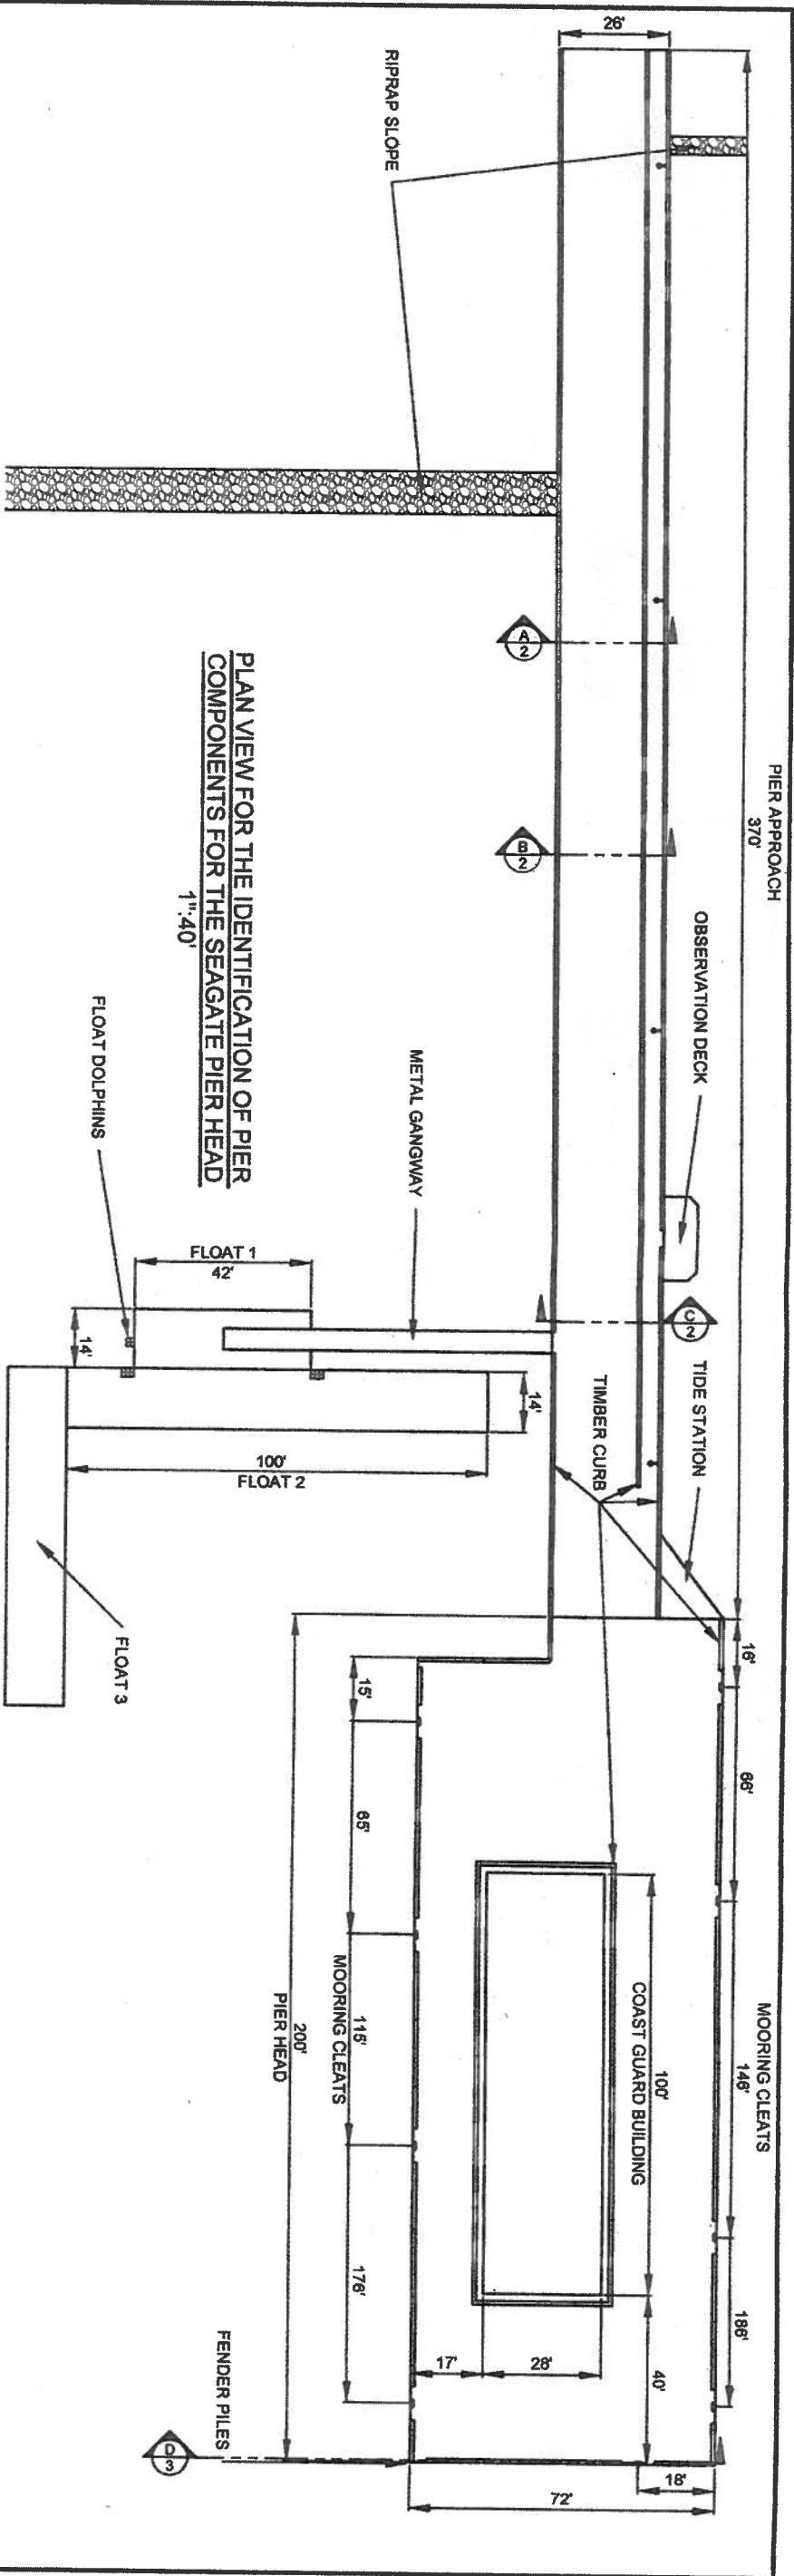 PIER APPROACH
370'
MOORING CLEATS
16'
66'
146'
186'
26'
RIPRAP SLOPE
OBSERVATION DECK
TIDE STATION
TIMBER CURB
A
2
B
2
C
2
100'
COAST GUARD BUILDING
40'
28'
17'
18'
72'
METAL GANGWAY
FLOAT DOLPHINS
FLOAT 1
42'
14'
14'
100'
FLOAT 2
FLOAT 3
15'
65'
115'
MOORING CLEATS
176'
200'
PIER HEAD
FENDER PILES
D
3
PLAN VIEW FOR THE IDENTIFICATION OF PIER
COMPONENTS FOR THE SEAGATE PIER HEAD
1":40'